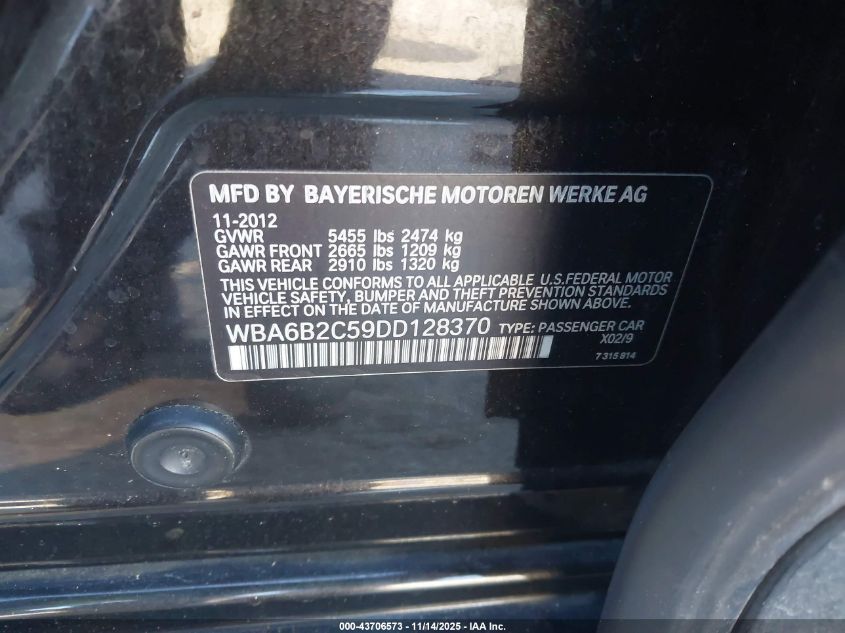 MFD BY BAYERISCHE MOTOREN WERKE AG
11-2012
GVWR 5455 lbs 2474 kg
GAWR FRONT 2665 lbs 1209 kg
GAWR REAR 2910 lbs 1320 kg
THIS VEHICLE CONFORMS TO ALL APPLICABLE U.S.FEDERAL MOTOR
VEHICLE SAFETY, BUMPER AND THEFT PREVENTION STANDARDS
IN EFFECT ON THE DATE OF MANUFACTURE SHOWN ABOVE.
WBA6B2C59DD128370 TYPE: PASSENGER CAR
X02/9
7 315 814
000-43706573 — 11/14/2025 — IAA Inc.